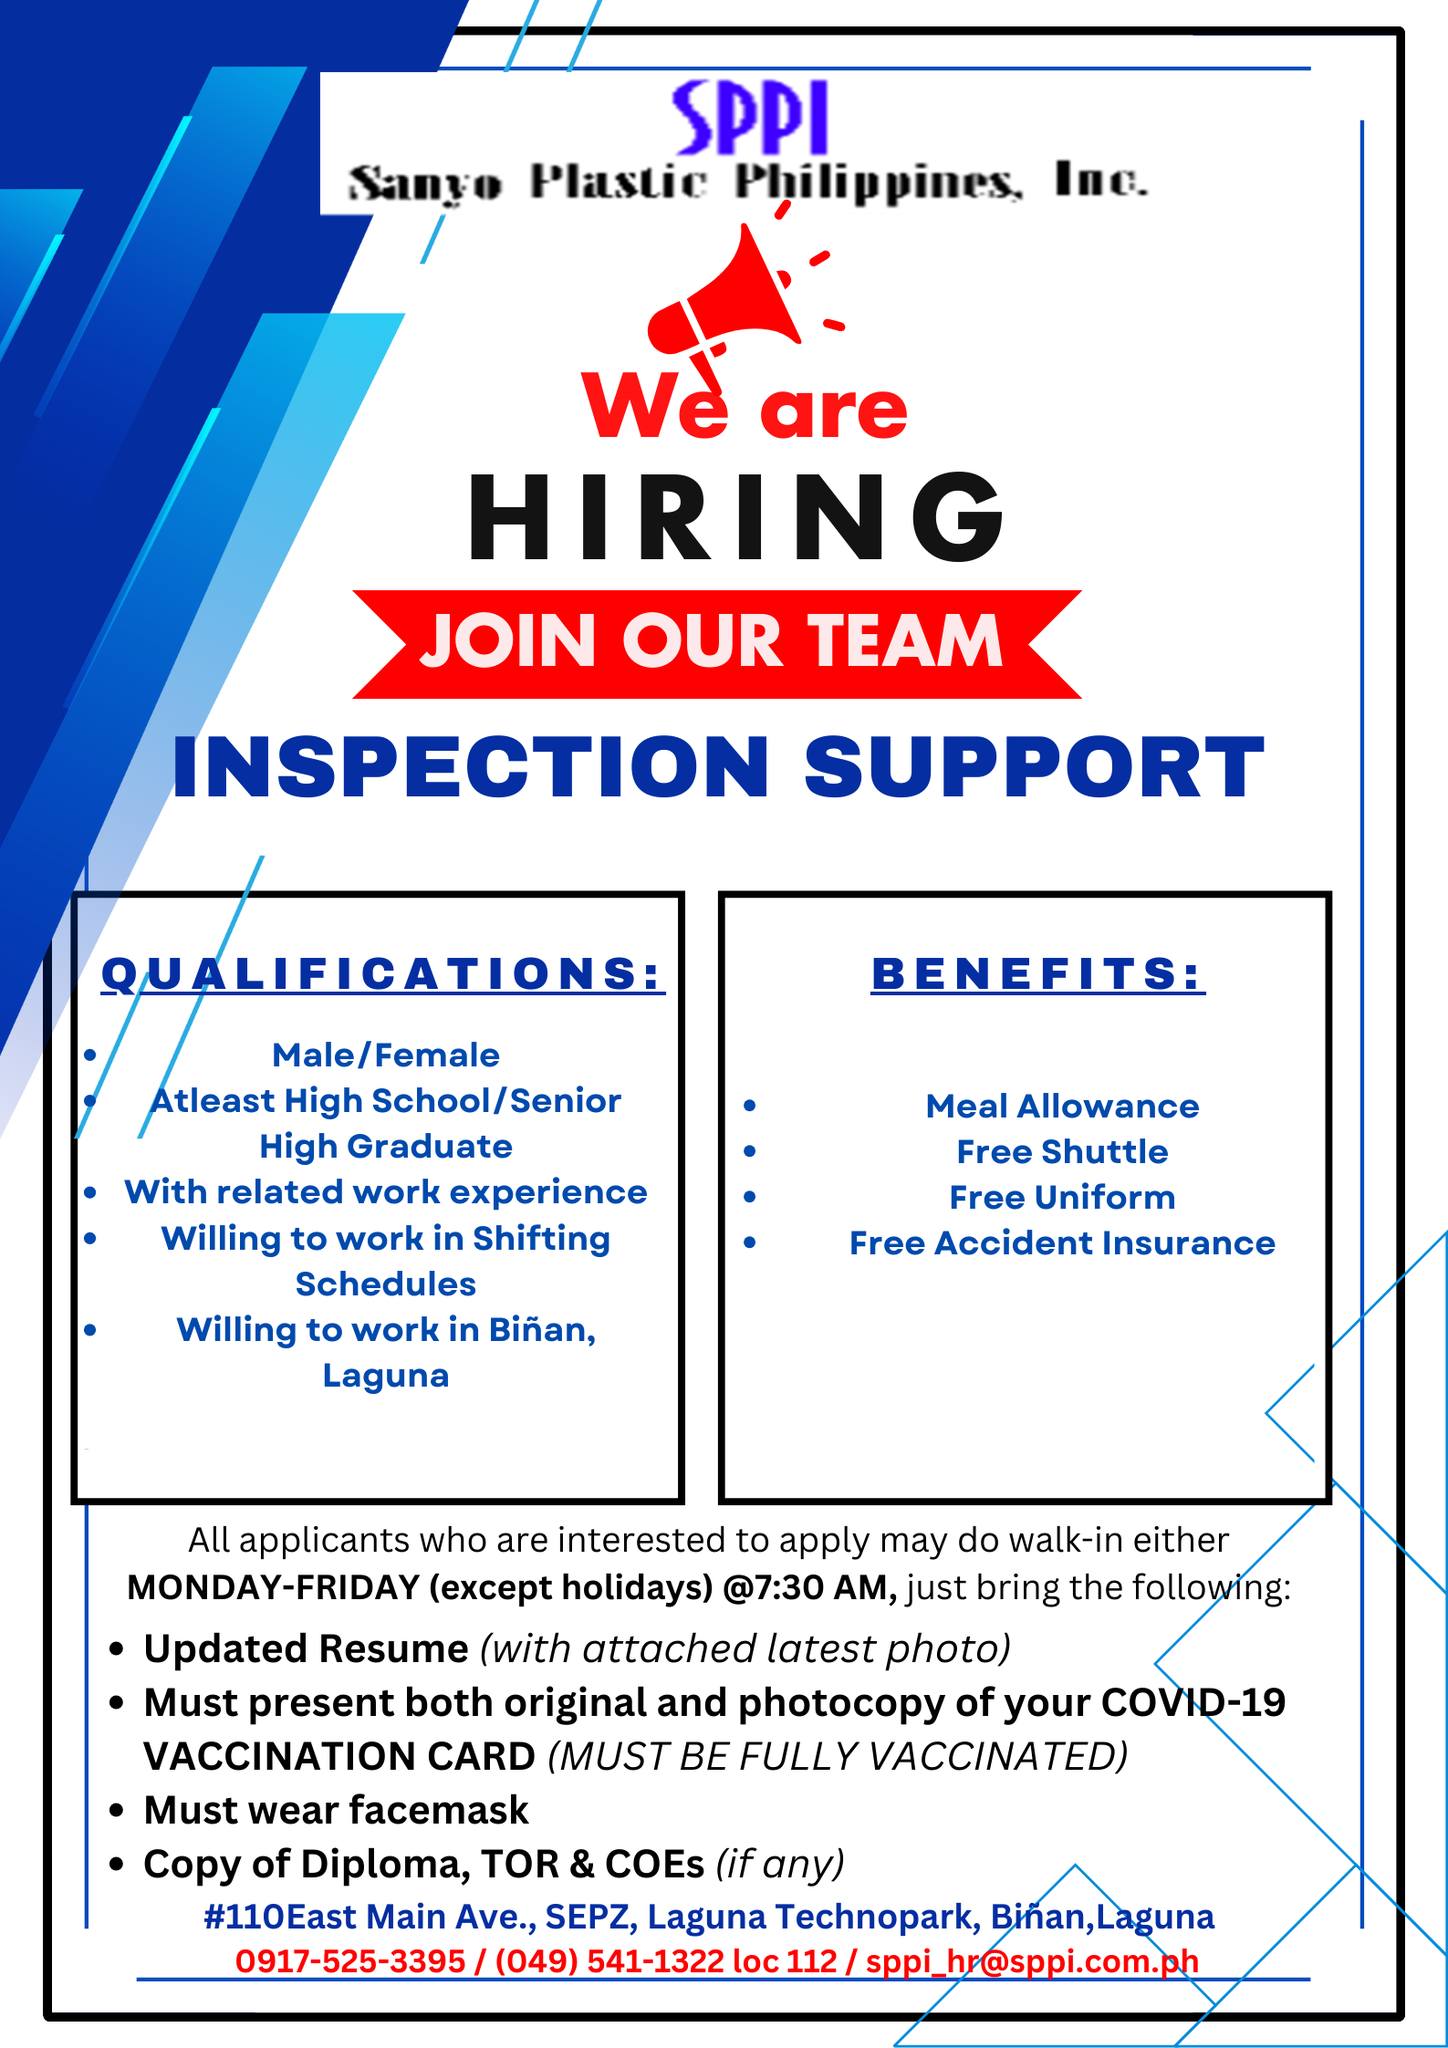 SPPI
Sanyo Plastic Philippines, Inc.
We are
HIRING
JOIN OUR TEAM
INSPECTION SUPPORT
QUALIFICATIONS:
• Male/Female
• Atleast High School/Senior
High Graduate
• With related work experience
• Willing to work in Shifting
Schedules
• Willing to work in Biñan,
Laguna
BENEFITS:
• Meal Allowance
• Free Shuttle
• Free Uniform
• Free Accident Insurance
All applicants who are interested to apply may do walk-in either
MONDAY-FRIDAY (except holidays) @7:30 AM, just bring the following:
• Updated Resume (with attached latest photo)
• Must present both original and photocopy of your COVID-19
VACCINATION CARD (MUST BE FULLY VACCINATED)
• Must wear facemask
• Copy of Diploma, TOR & COEs (if any)
#110East Main Ave., SEPZ, Laguna Technopark, Biñan,Laguna
0917-525-3395 / (049) 541-1322 loc 112 / sppi_hr@sppi.com.ph